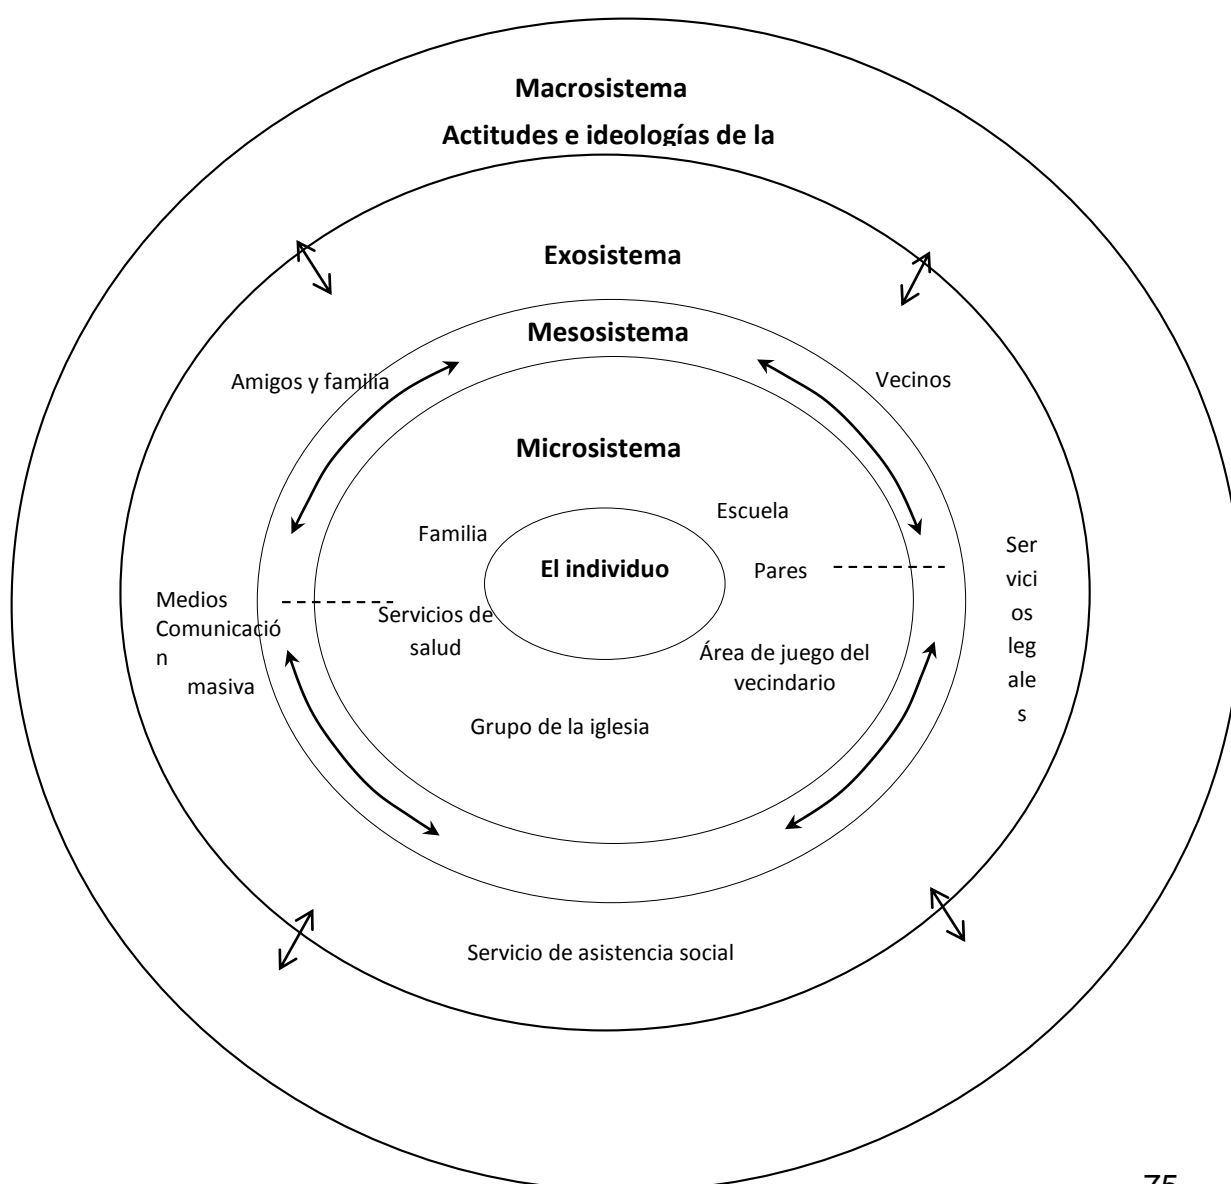 Macrosistema
Actitudes e ideologías de la
Exosistema
Mesosistema
Amigos y familia
Vecinos
Microsistema
Escuela
Familia
El individuo
Pares
Ser
vici
os
leg
ale
s
Medios
Comunicació
n
masiva
Servicios de
salud
Área de juego del
vecindario
Grupo de la iglesia
Servicio de asistencia social
75